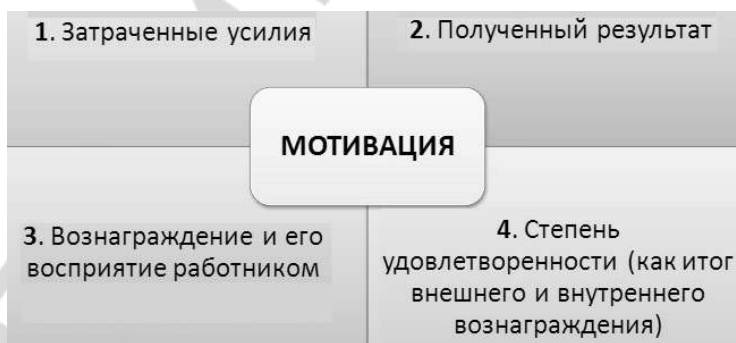 1. Затраченные усилия
2. Полученный результат
МОТИВАЦИЯ
3. Вознаграждение и его
восприятие работником
4. Степень
удовлетворенности (как итог
внешнего и внутреннего
вознаграждения)